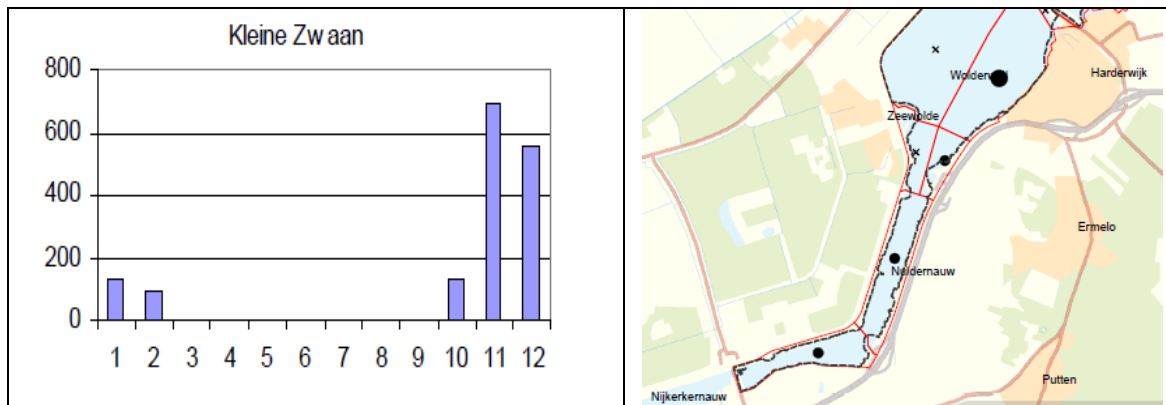 Kleine Zwaan
800
600
400
200
0
1 2 3 4 5 6 7 8 9 10 11 12
Harderwijk
Zeewolde
Ermelo
Nuldernauw
Putten
Nijkerkernauw